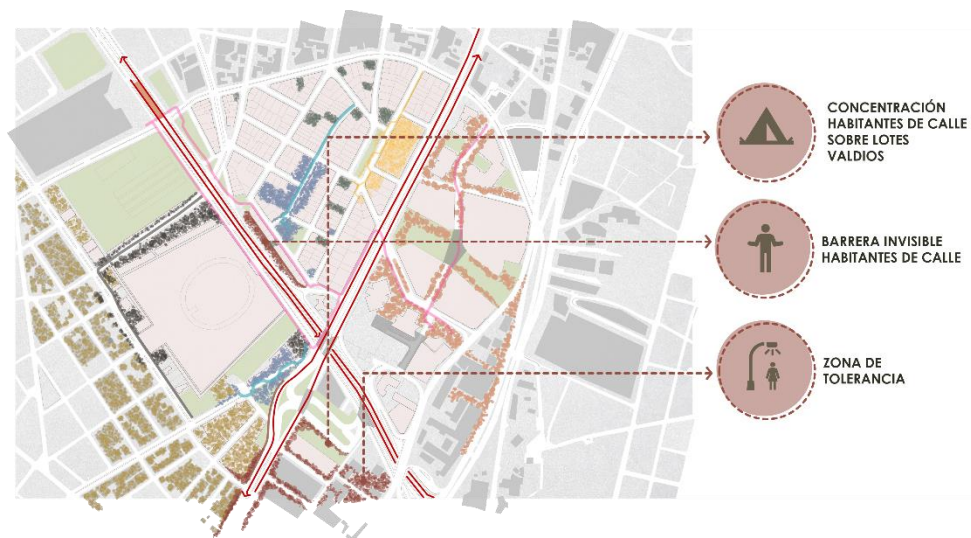 CONCENTRACIÓN
HABITANTES DE CALLE
SOBRE LOTES
VALDIOS
BARRERA INVISIBLE
HABITANTES DE CALLE
ZONA DE
TOLERANCIA